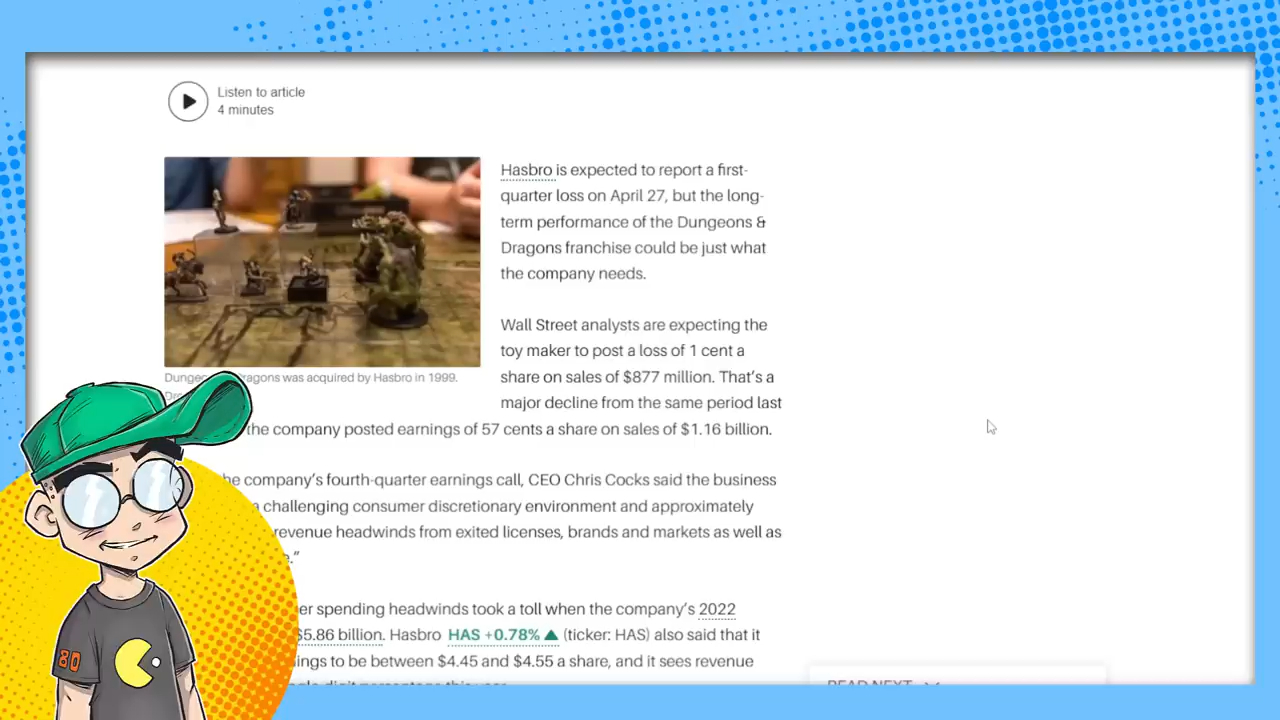 Listen to article
4 minutes
Hasbro is expected to report a first-
quarter loss on April 27, but the long-
term performance of the Dungeons &
Dragons franchise could be just what
the company needs.
Wall Street analysts are expecting the
toy maker to post a loss of 1 cent a
share on sales of $877 million. That’s a
major decline from the same period last
Dunge agons was acquired by Hasbro in 1999.
the company posted earnings of 57 cents a share on sales of $1.16 billion.
he company’s fourth-quarter earnings call, CEO Chris Cocks said the business
a challenging consumer discretionary environment and approximately
revenue headwinds from exited licenses, brands and markets as well as
e.”
er spending headwinds took a toll when the company’s 2022
$5.86 billion. Hasbro HAS +0.78% ▲ (ticker: HAS) also said that it
ings to be between $4.45 and $4.55 a share, and it sees revenue
READ NEXT
80